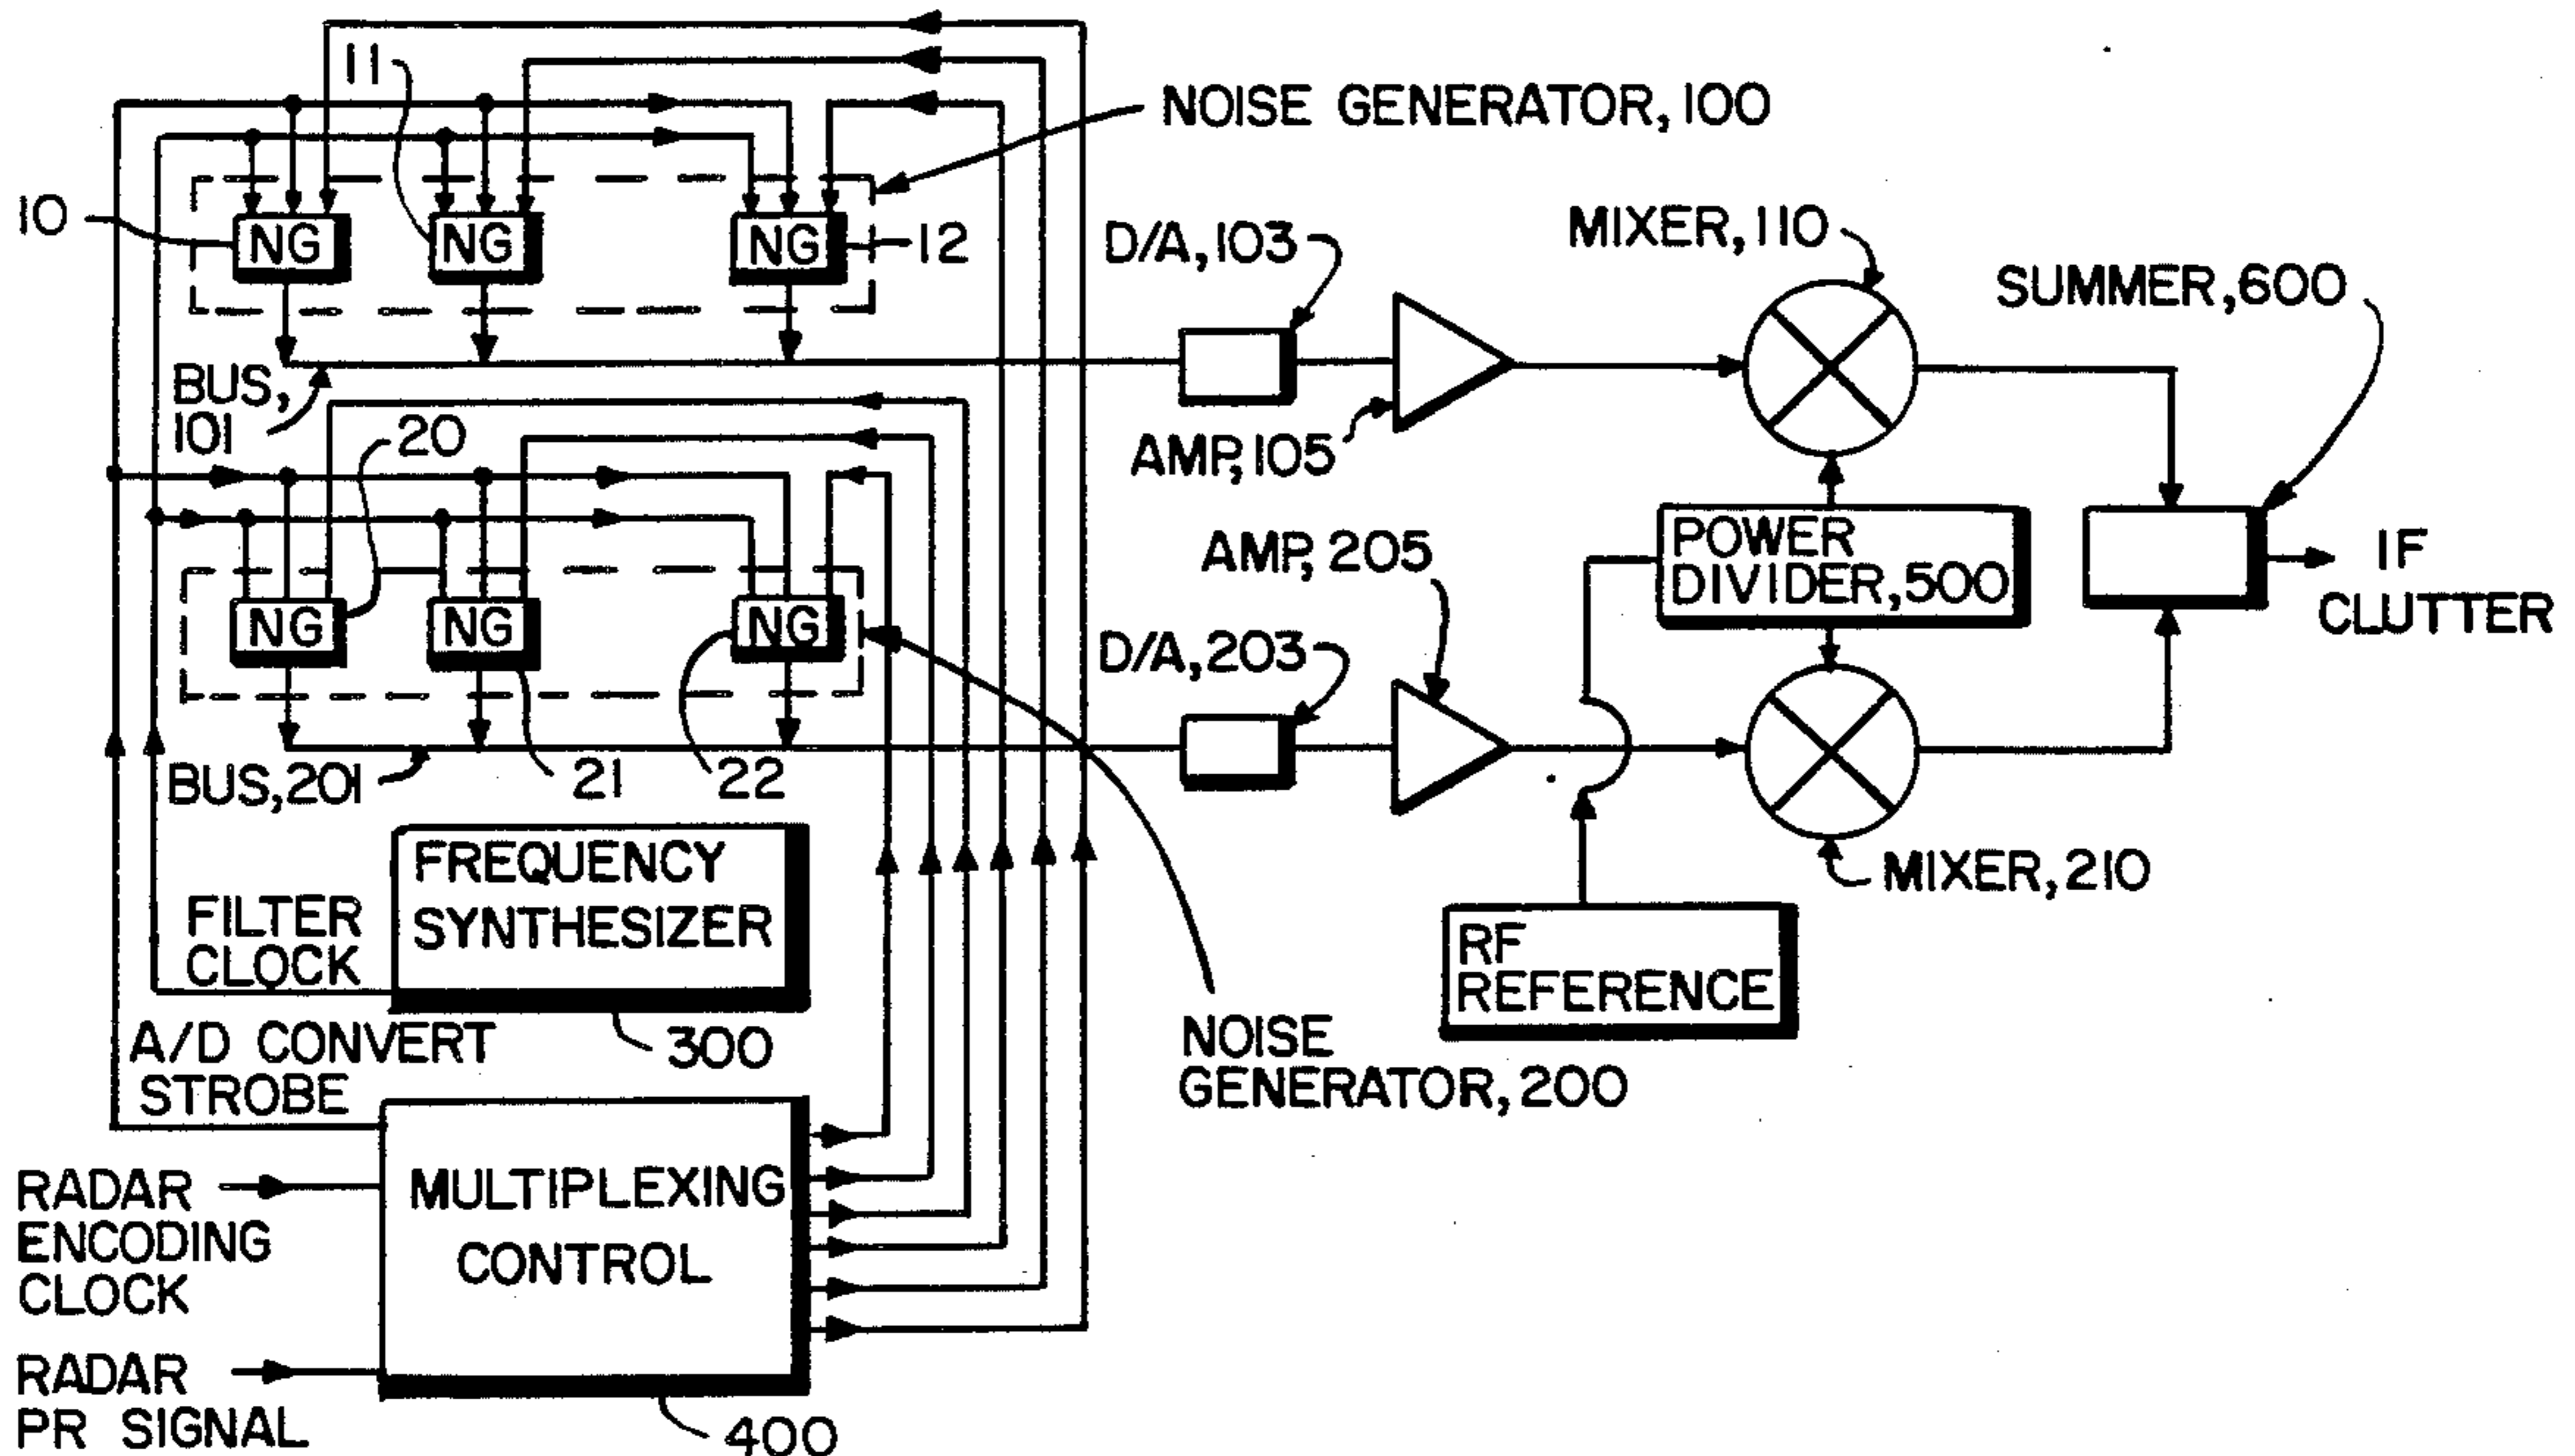 11
NOISE GENERATOR, 100
10
NG
NG
NG
12
D/A, 103
MIXER, 110
SUMMER, 600
BUS,
101
20
AMP, 105
POWER
DIVIDER, 500
AMP, 205
IF
CLUTTER
NG
NG
NG
D/A, 203
BUS, 201
21
22
FREQUENCY
SYNTHESIZER
MIXER, 210
FILTER
CLOCK
RF
REFERENCE
A/D CONVERT
STROBE
300
NOISE
GENERATOR, 200
RADAR
ENCODING
CLOCK
MULTIPLEXING
CONTROL
RADAR
PR SIGNAL
400